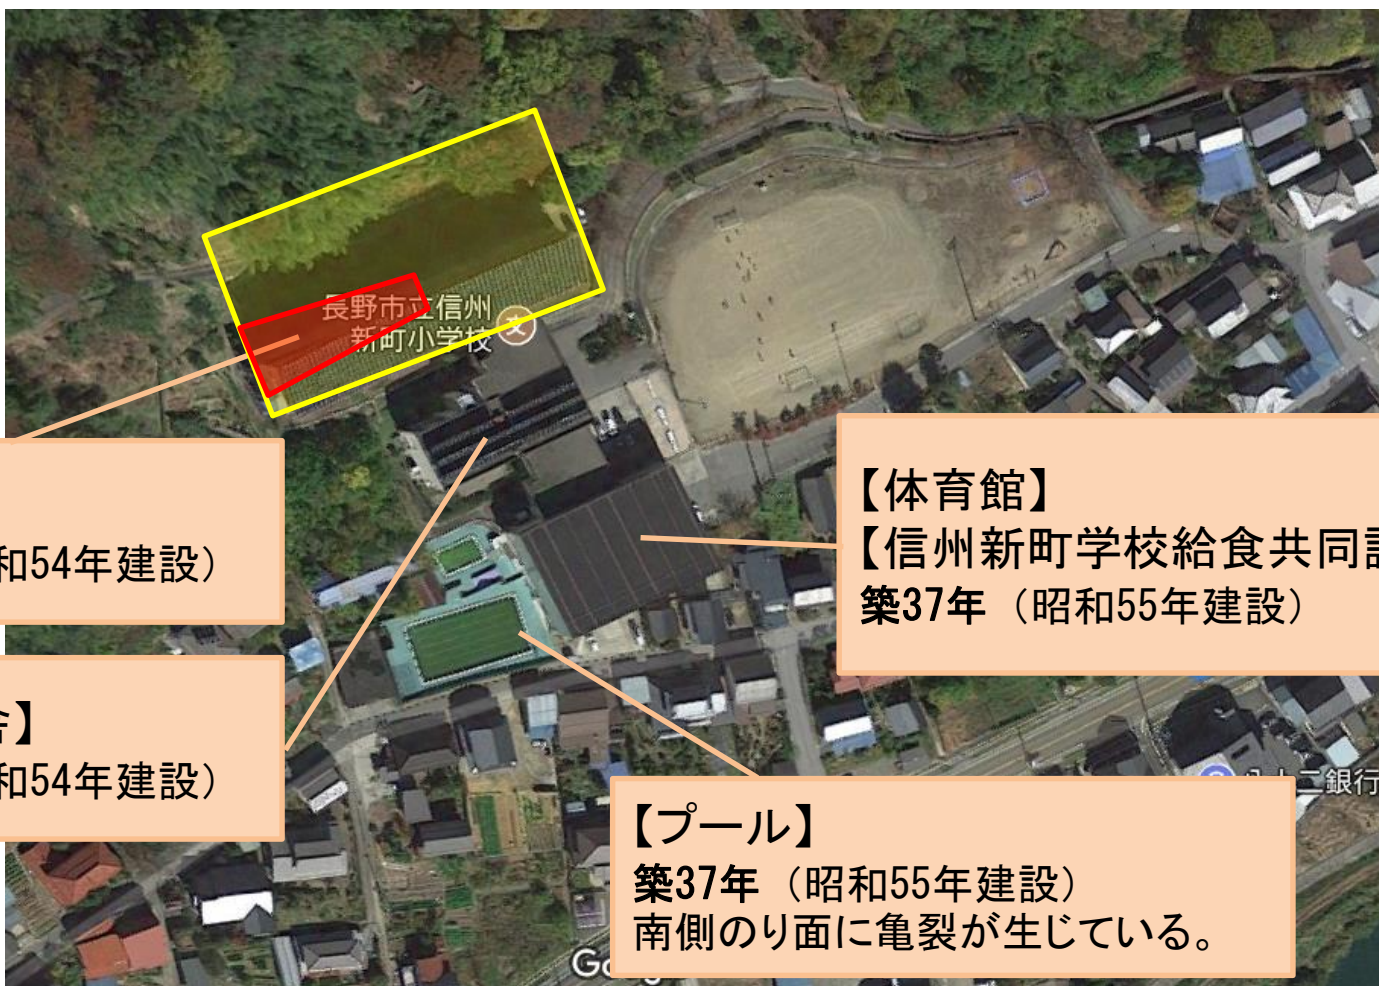 長野市立信州
新町小学校
文
和54年建設）
【体育館】
【信州新町学校給食共同
築37年（昭和55年建設）
】
和54年建設）
【プール】
築37年（昭和55年建設）
南側のり面に亀裂が生じている。
八十二銀行
Go